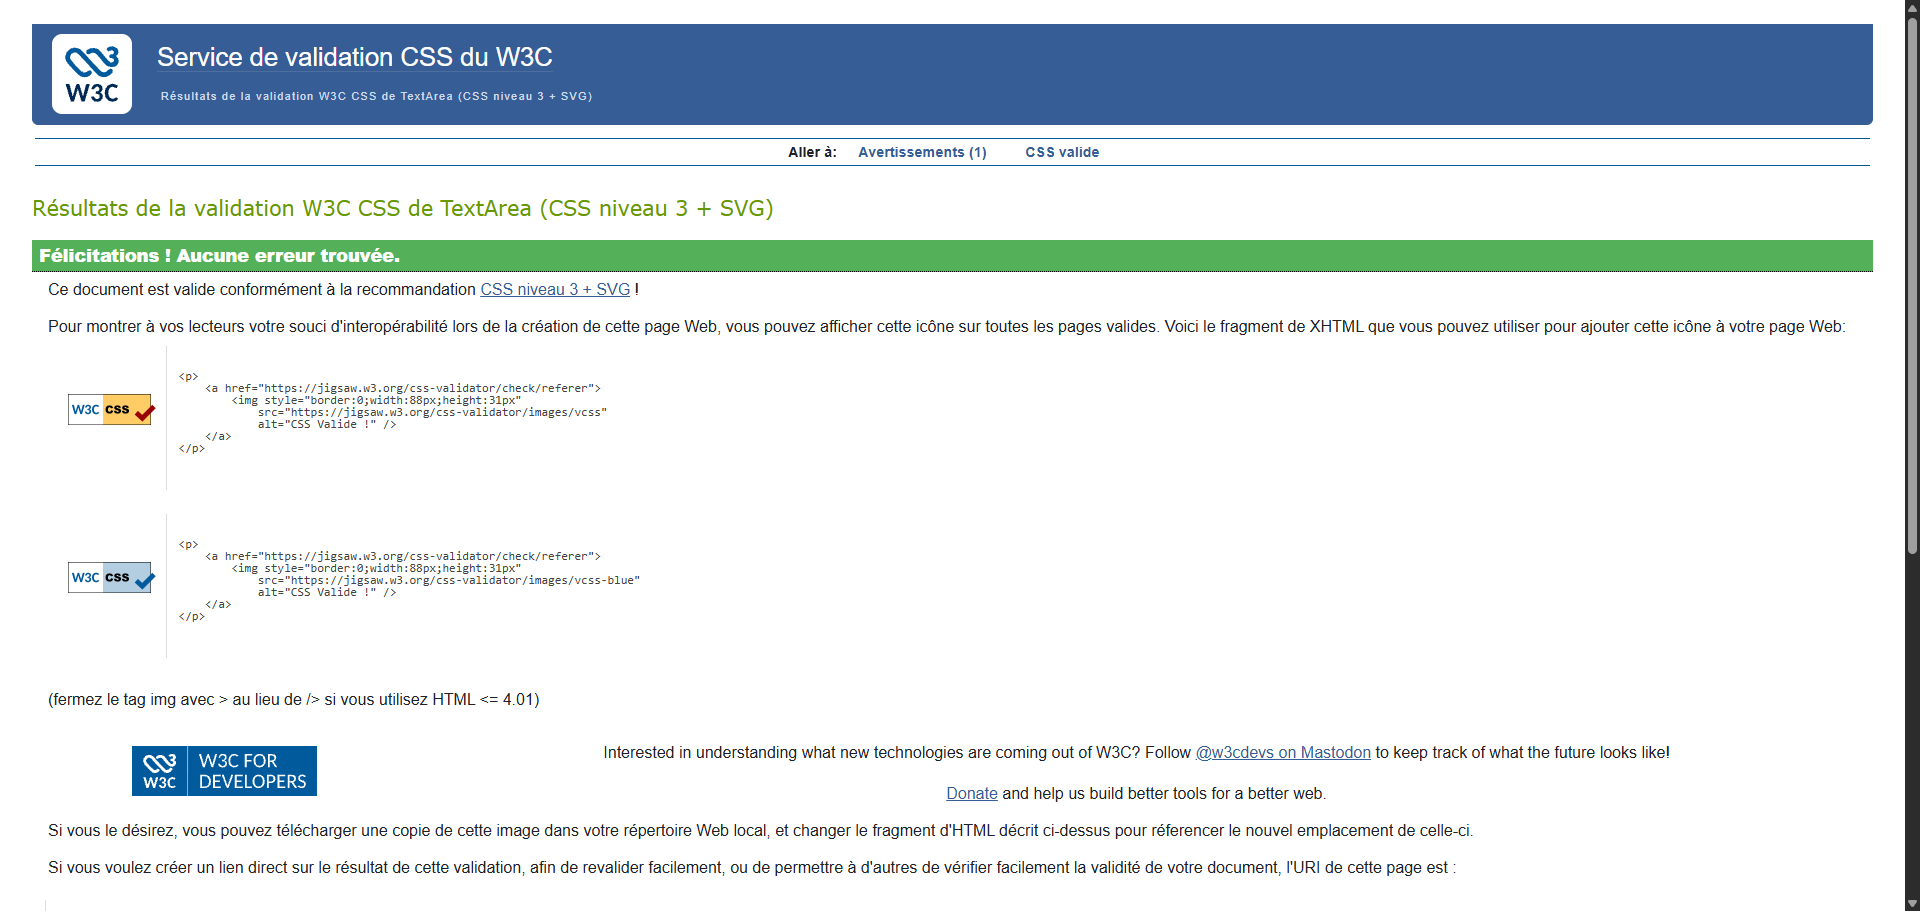 W3C
Service de validation CSS du W3C
Résultats de la validation W3C CSS de TextArea (CSS niveau 3 + SVG)
Aller à: Avertissements (1) CSS valide
Résultats de la validation W3C CSS de TextArea (CSS niveau 3 + SVG)
Félicitations ! Aucune erreur trouvée.
Ce document est valide conformément à la recommandation CSS niveau 3 + SVG !
Pour montrer à vos lecteurs votre souci d'interopérabilité lors de la création de cette page Web, vous pouvez afficher cette icône sur toutes les pages valides. Voici le fragment de XHTML que vous pouvez utiliser pour ajouter cette icône à votre page Web:
W3C css
<p>
    <a href="https://jigsaw.w3.org/css-validator/check/referer">
        <img style="border:0;width:88px;height:31px"
            src="https://jigsaw.w3.org/css-validator/images/vcss"
            alt="CSS Valide !" />
    </a>
</p>
W3C css
<p>
    <a href="https://jigsaw.w3.org/css-validator/check/referer">
        <img style="border:0;width:88px;height:31px"
            src="https://jigsaw.w3.org/css-validator/images/vcss-blue"
            alt="CSS Valide !" />
    </a>
</p>
(fermez le tag img avec > au lieu de /> si vous utilisez HTML <= 4.01)
W3C
W3C FOR
DEVELOPERS
Interested in understanding what new technologies are coming out of W3C? Follow @w3cdevs on Mastodon to keep track of what the future looks like!
Donate and help us build better tools for a better web.
Si vous le désirez, vous pouvez télécharger une copie de cette image dans votre répertoire Web local, et changer le fragment d'HTML décrit ci-dessus pour réferencer le nouvel emplacement de celle-ci.
Si vous voulez créer un lien direct sur le résultat de cette validation, afin de revalider facilement, ou de permettre à d'autres de vérifier facilement la validité de votre document, l'URI de cette page est :